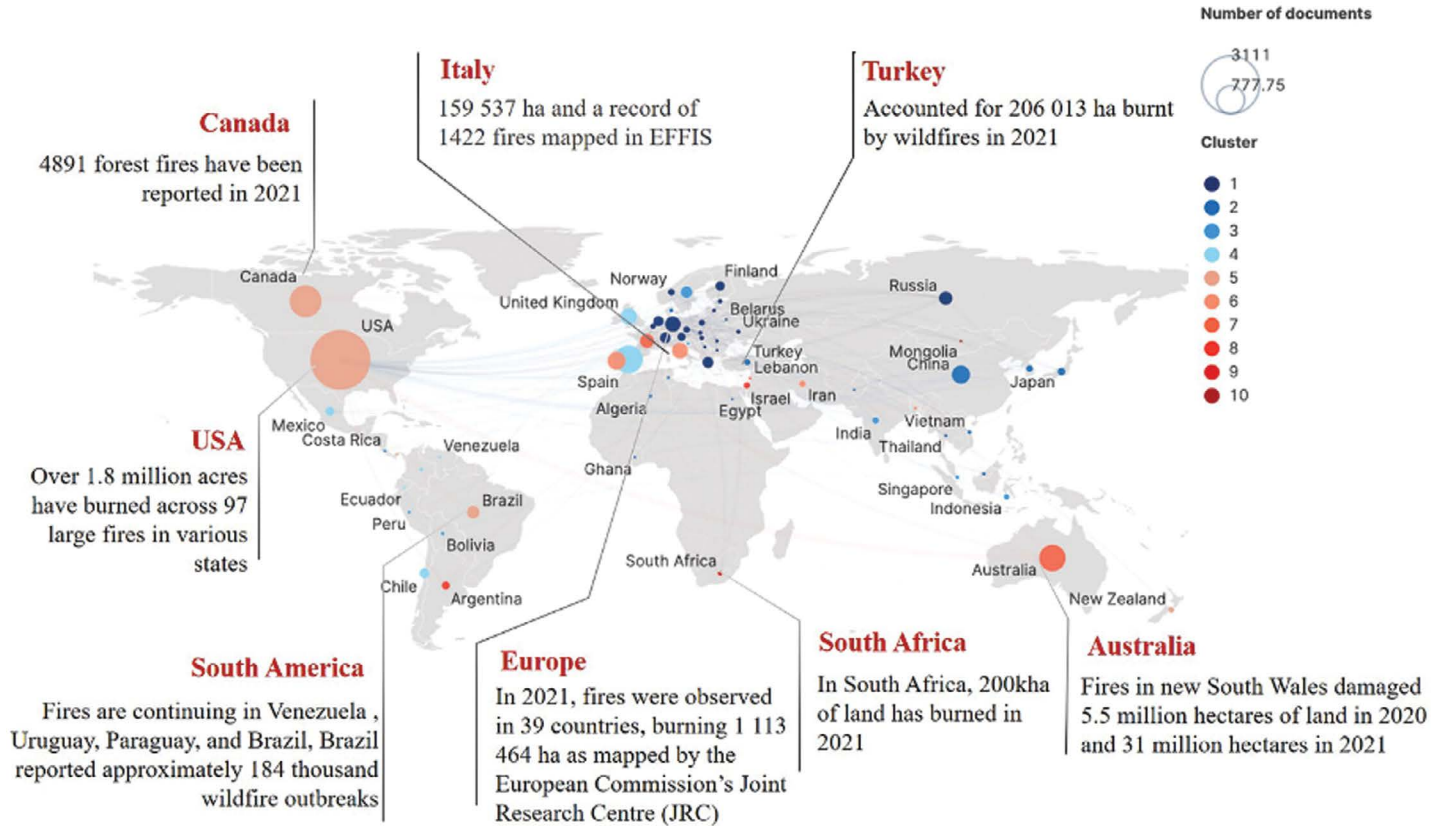 Number of documents
3111
777.75
Cluster
1
2
3
4
5
6
7
8
9
10
Italy
159 537 ha and a record of
1422 fires mapped in EFFIS
Turkey
Accounted for 206 013 ha burnt
by wildfires in 2021
Canada
4891 forest fires have been
reported in 2021
Canada
USA
Mexico
Costa Rica
Venezuela
Ecuador
Peru
Brazil
Bolivia
Chile
Argentina
Norway
Finland
United Kingdom
Belarus
Ukraine
Spain
Turkey
Lebanon
Algeria
Israel
Egypt
Iran
Ghana
South Africa
Russia
Mongolia
China
Japan
India
Vietnam
Thailand
Singapore
Indonesia
Australia
New Zealand
USA
Over 1.8 million acres
have burned across 97
large fires in various
states
South America
Fires are continuing in Venezuela ,
Uruguay, Paraguay, and Brazil, Brazil
reported approximately 184 thousand
wildfire outbreaks
Europe
In 2021, fires were observed
in 39 countries, burning 1 113
464 ha as mapped by the
European Commission’s Joint
Research Centre (JRC)
South Africa
In South Africa, 200kha
of land has burned in
2021
Australia
Fires in new South Wales damaged
5.5 million hectares of land in 2020
and 31 million hectares in 2021